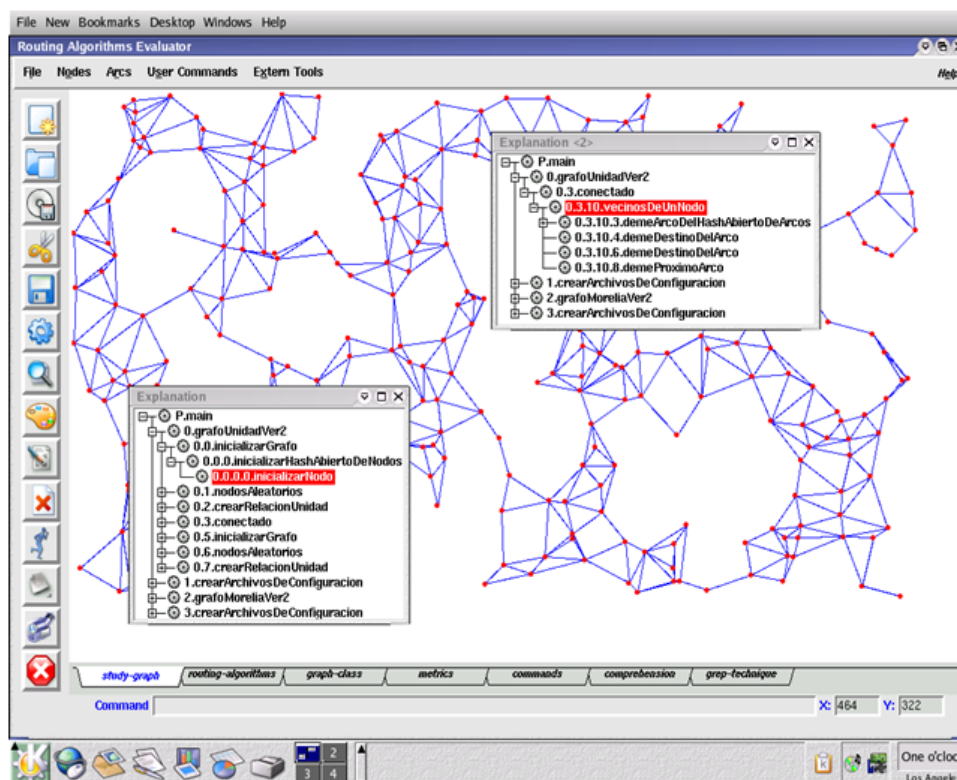 File New Bookmarks Desktop Windows Help
Routing Algorithms Evaluator
File Nodes Arcs User Commands Extern Tools Help
Explanation <2>
P.main
0.grafoUnidadVer2
0.3.conectado
0.3.10.vecinosDeUnNodo
0.3.10.3.demeArcoDelHashAbiertoDeArcos
0.3.10.4.demeDestinoDelArco
0.3.10.6.demeDestinoDelArco
0.3.10.8.demeProximoArco
1.crearArchivosDeConfiguracion
2.grafoMoreliaVer2
3.crearArchivosDeConfiguracion
Explanation
P.main
0.grafoUnidadVer2
0.0.inicializarGrafo
0.0.0.inicializarHashAbiertoDeNodos
0.0.0.0.inicializarNodo
0.1.nodosAleatorios
0.2.crearRelacionUnidad
0.3.conectado
0.5.inicializarGrafo
0.6.nodosAleatorios
0.7.crearRelacionUnidad
1.crearArchivosDeConfiguracion
2.grafoMoreliaVer2
3.crearArchivosDeConfiguracion
study-graph routing-algorithms graph-class metrics commands comprehension grep-technique
Command X: 464 Y: 322
2
3 4
One o'cloc
Los Angele